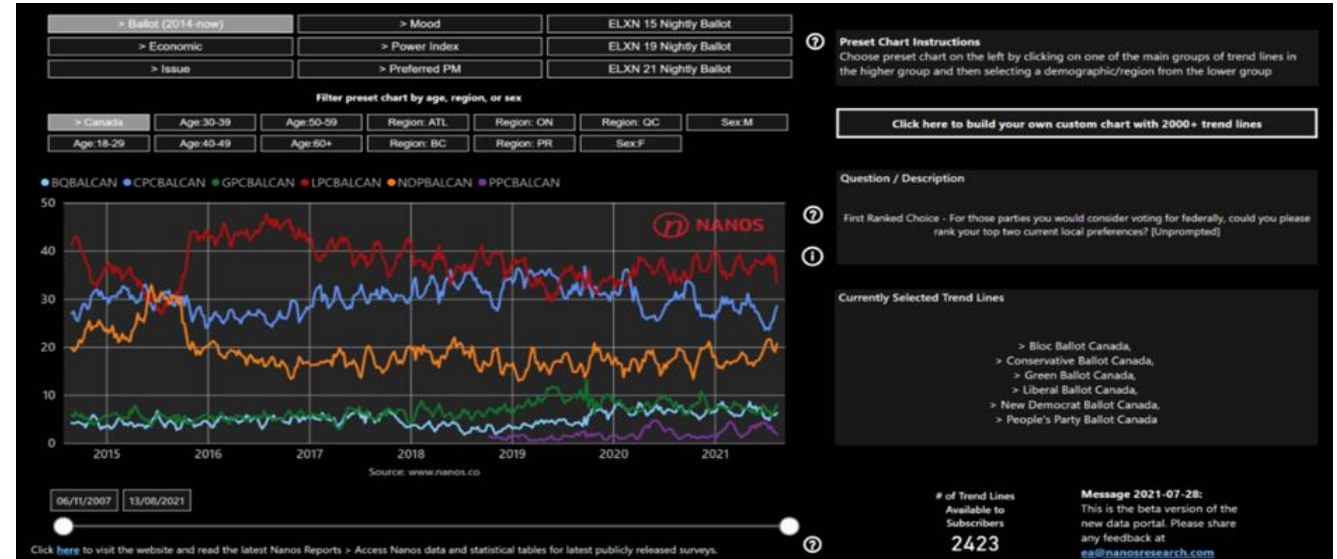 > Ballot (2014-now)
> Mood
ELXN 15 Nightly Ballot
> Economic
> Power Index
ELXN 19 Nightly Ballot
> Issue
> Preferred PM
ELXN 21 Nightly Ballot
Filter preset chart by age, region, or sex
> Canada
Age:30-39
Age:50-59
Region: ATL
Region: ON
Region: QC
Sex:M
Age:18-29
Age:40-49
Age:60+
Region: BC
Region: PR
Sex:F
BQBALCAN CPCBALCAN GPCBALCAN LPCBALCAN NDPBALCAN PPCBALCAN
50
40
30
20
10
0
NANOS
2015 2016 2017 2018 2019 2020 2021
Source: www.nanos.co
06/11/2007 13/08/2021
Click here to visit the website and read the latest Nanos Reports > Access Nanos data and statistical tables for latest publicly released surveys.
Preset Chart Instructions
Choose preset chart on the left by clicking on one of the main groups of trend lines in
the higher group and then selecting a demographic/region from the lower group
Click here to build your own custom chart with 2000+ trend lines
Question / Description
First Ranked Choice - For those parties you would consider voting for federally, could you please
rank your top two current local preferences? [Unprompted]
Currently Selected Trend Lines
> Bloc Ballot Canada,
> Conservative Ballot Canada,
> Green Ballot Canada,
> Liberal Ballot Canada,
> New Democrat Ballot Canada,
> People's Party Ballot Canada
# of Trend Lines
Available to
Subscribers
2423
Message 2021-07-28:
This is the beta version of the
new data portal. Please share
any feedback at
ea@nanosresearch.com